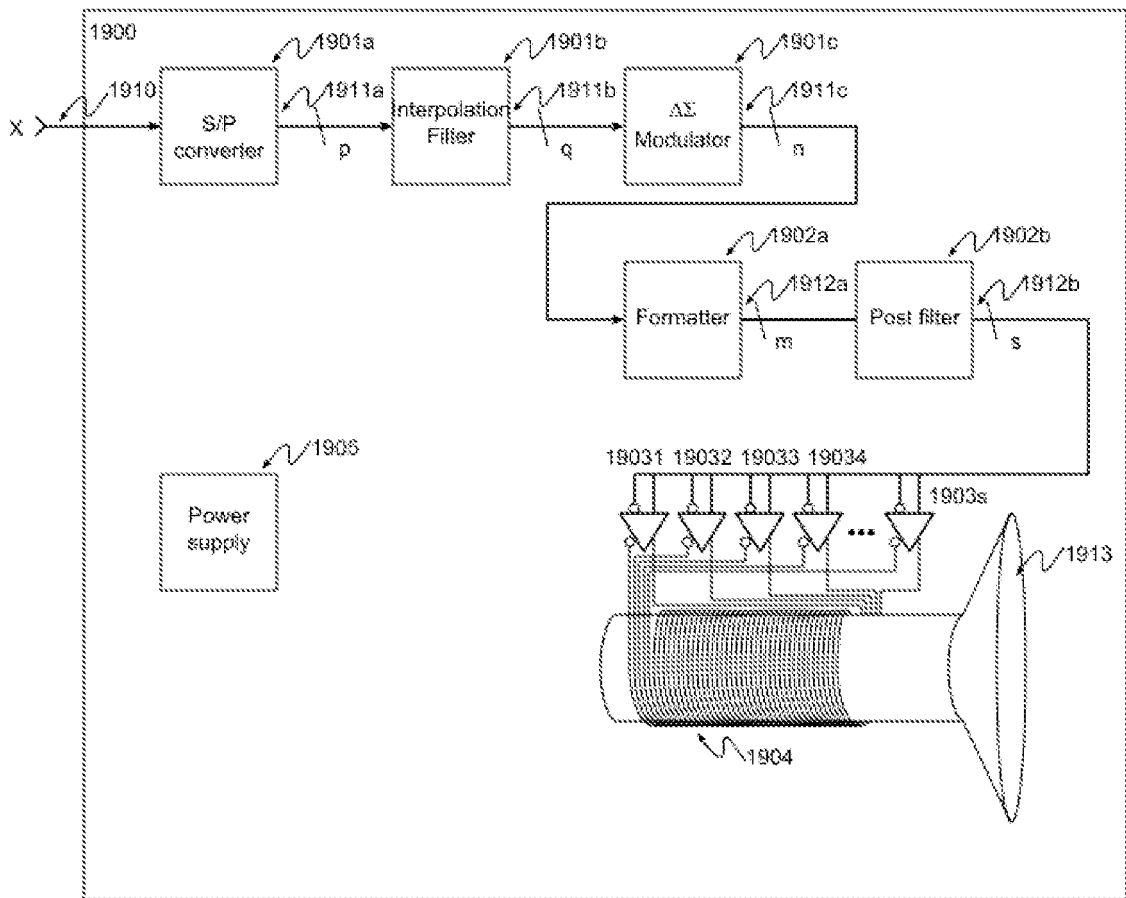 1900
1901a
1901b
1901c
X
1910
S/P
converter
1911a
p
Interpolation
Filter
1911b
q
ΔΣ
Modulator
1911c
n
1902a
1902b
Formatter
1912a
m
Post filter
1912b
s
1905
Power
supply
19031
19032
19033
19034
1903s
1913
1904